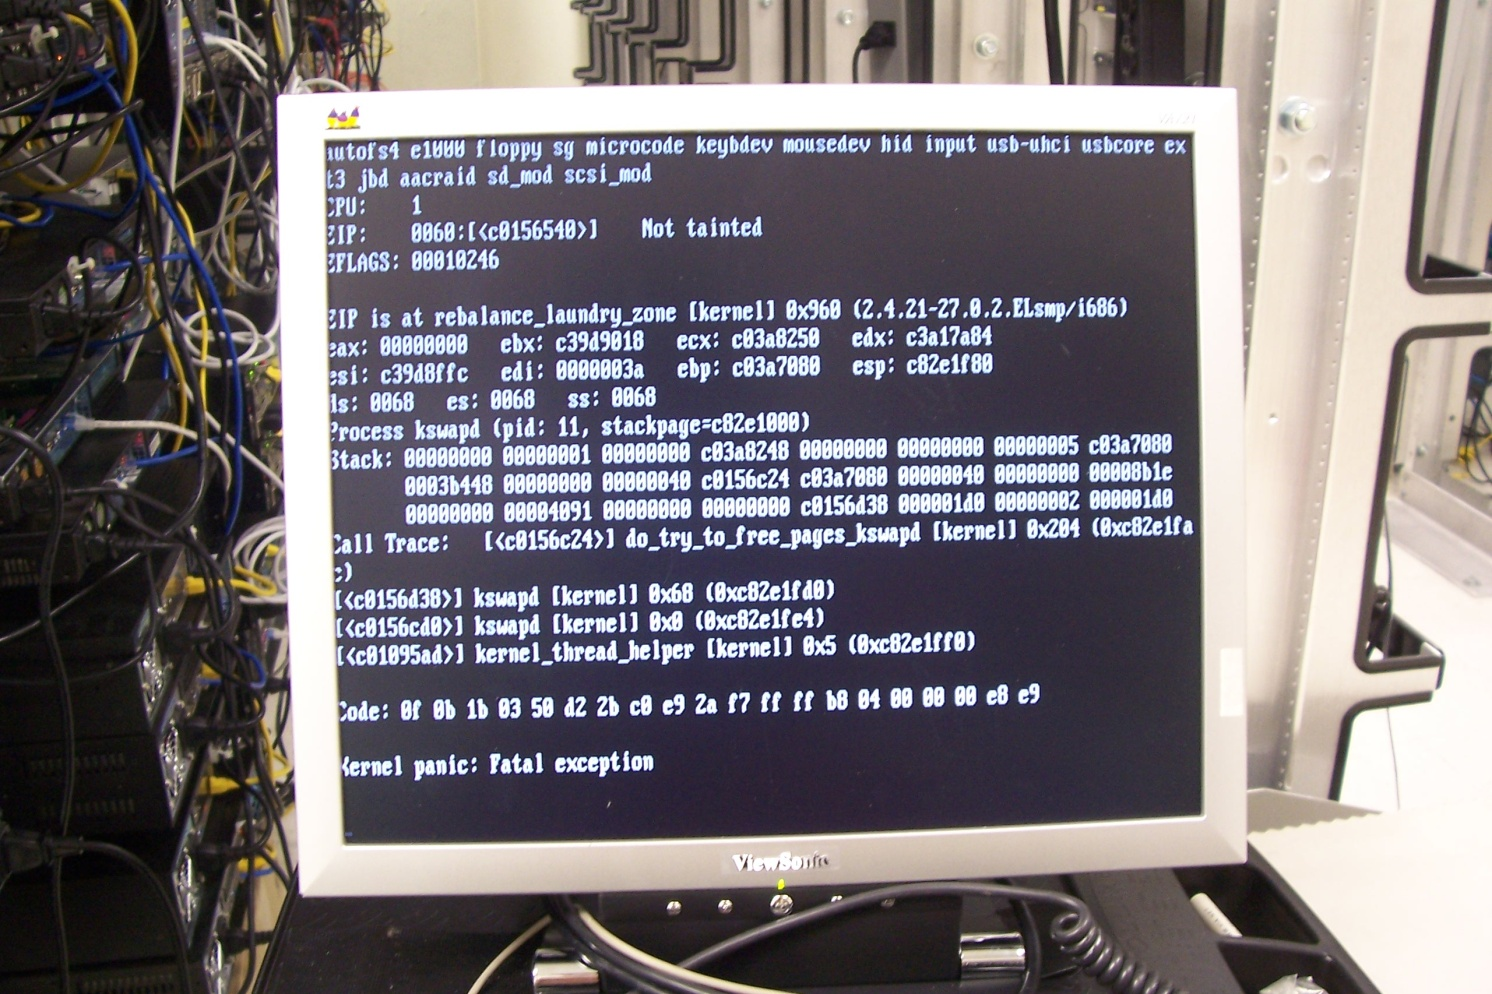 autofs4 e1000 floppy sg microcode keybdev mousedev hid input usb-uhci usbcore ex
t3 jbd aacraid sd_mod scsi_mod
CPU:    1
EIP:    0060:[<c0156540>]    Not tainted
EFLAGS: 00010246
EIP is at rebalance_laundry_zone [kernel] 0x960 (2.4.21-27.0.2.ELsmp/i686)
eax: 00000000   ebx: c39d9018   ecx: c03a8250   edx: c3a17a84
esi: c39d8ffc   edi: 0000003a   ebp: c03a7080   esp: c82e1f80
ds: 0068   es: 0068   ss: 0068
Process kswapd (pid: 11, stackpage=c82e1000)
Stack: 00000000 00000001 00000000 c03a8248 00000000 00000000 00000005 c03a7080
0003b448 00000000 00000040 c0156c24 c03a7080 00000040 00000000 00008b1e
00000000 00004091 00000000 00000000 c0156d38 000001d0 00000002 000001d0
Call Trace:   [<c0156c24>] do_try_to_free_pages_kswapd [kernel] 0x204 (0xc82e1fa
c)
[<c0156d38>] kswapd [kernel] 0x68 (0xc82e1fd0)
[<c0156cd0>] kswapd [kernel] 0x0 (0xc82e1fe4)
[<c01095ad>] kernel_thread_helper [kernel] 0x5 (0xc82e1ff0)
Code: 0f 0b 1b 03 50 d2 2b c0 e9 2a f7 ff ff b8 04 00 00 00 e8 e9
Kernel panic: Fatal exception
ViewSonic